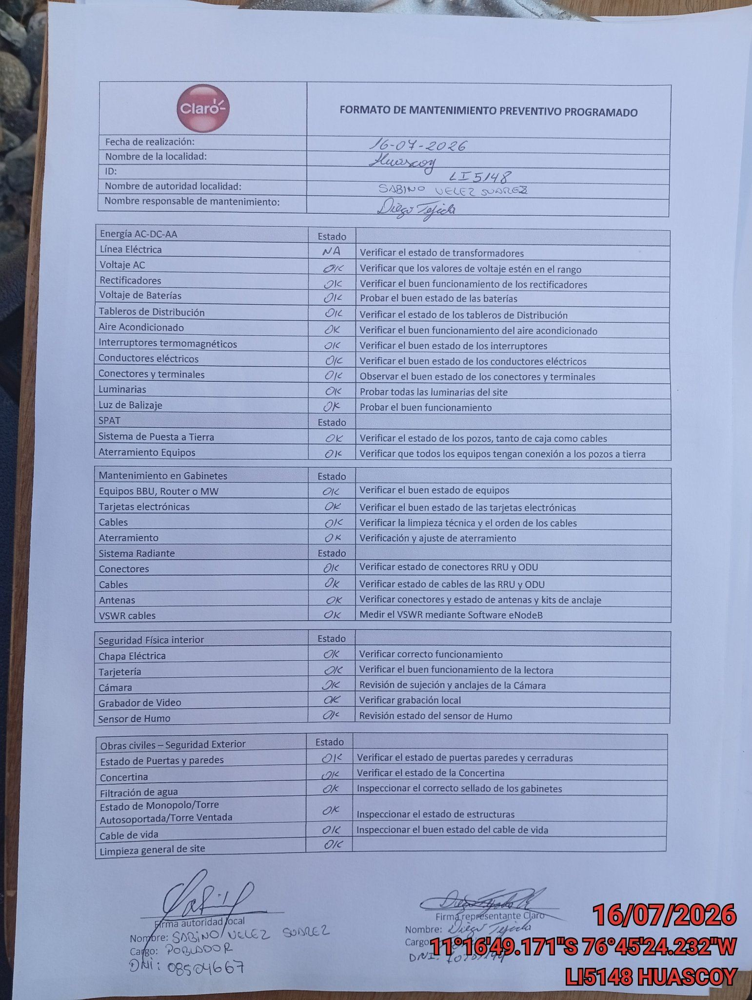 Claro
FORMATO DE MANTENIMIENTO PREVENTIVO PROGRAMADO
Fecha de realización: 16-07-2026
Nombre de la localidad: Huascoy
ID: LI5148
Nombre de autoridad localidad: SABINO VELEZ SUAREZ
Nombre responsable de mantenimiento: Diego Tejida
Energía AC-DC-AA Estado
Línea Eléctrica NA Verificar el estado de transformadores
Voltaje AC OK Verificar que los valores de voltaje estén en el rango
Rectificadores OK Verificar el buen funcionamiento de los rectificadores
Voltaje de Baterías OK Probar el buen estado de las baterías
Tableros de Distribución OK Verificar el estado de los tableros de Distribución
Aire Acondicionado OK Verificar el buen funcionamiento del aire acondicionado
Interruptores termomagnéticos OK Verificar el buen estado de los interruptores
Conductores eléctricos OK Verificar el buen estado de los conductores eléctricos
Conectores y terminales OK Observar el buen estado de los conectores y terminales
Luminarias OK Probar todas las luminarias del site
Luz de Balizaje OK Probar el buen funcionamiento
SPAT Estado
Sistema de Puesta a Tierra OK Verificar el estado de los pozos, tanto de caja como cables
Aterramiento Equipos OK Verificar que todos los equipos tengan conexión a los pozos a tierra
Mantenimiento en Gabinetes Estado
Equipos BBU, Router o MW OK Verificar el buen estado de equipos
Tarjetas electrónicas OK Verificar el buen estado de las tarjetas electrónicas
Cables OK Verificar la limpieza técnica y el orden de los cables
Aterramiento OK Verificación y ajuste de aterramiento
Sistema Radiante Estado
Conectores OK Verificar estado de conectores RRU y ODU
Cables OK Verificar estado de cables de las RRU y ODU
Antenas OK Verificar conectores y estado de antenas y kits de anclaje
VSWR cables OK Medir el VSWR mediante Software eNodeB
Seguridad Física interior Estado
Chapa Eléctrica OK Verificar correcto funcionamiento
Tarjetería OK Verificar el buen funcionamiento de la lectora
Cámara OK Revisión de sujeción y anclajes de la Cámara
Grabador de Video OK Verificar grabación local
Sensor de Humo OK Revisión estado del sensor de Humo
Obras civiles – Seguridad Exterior Estado
Estado de Puertas y paredes OK Verificar el estado de puertas paredes y cerraduras
Concertina OK Verificar el estado de la Concertina
Filtración de agua OK Inspeccionar el correcto sellado de los gabinetes
Estado de Monopolo/Torre
Autosoportada/Torre Ventada OK Inspeccionar el estado de estructuras
Cable de vida OK Inspeccionar el buen estado del cable de vida
Limpieza general de site OK
Firma autoridad local
Nombre: SABINO VELEZ SUAREZ
Cargo: POBLADOR
DNI: 08504667
Firma representante Claro
Nombre: Diego Tejida
Cargo:
DNI:
16/07/2026
11°16'49.171"S 76°45'24.232"W
LI5148 HUASCOY